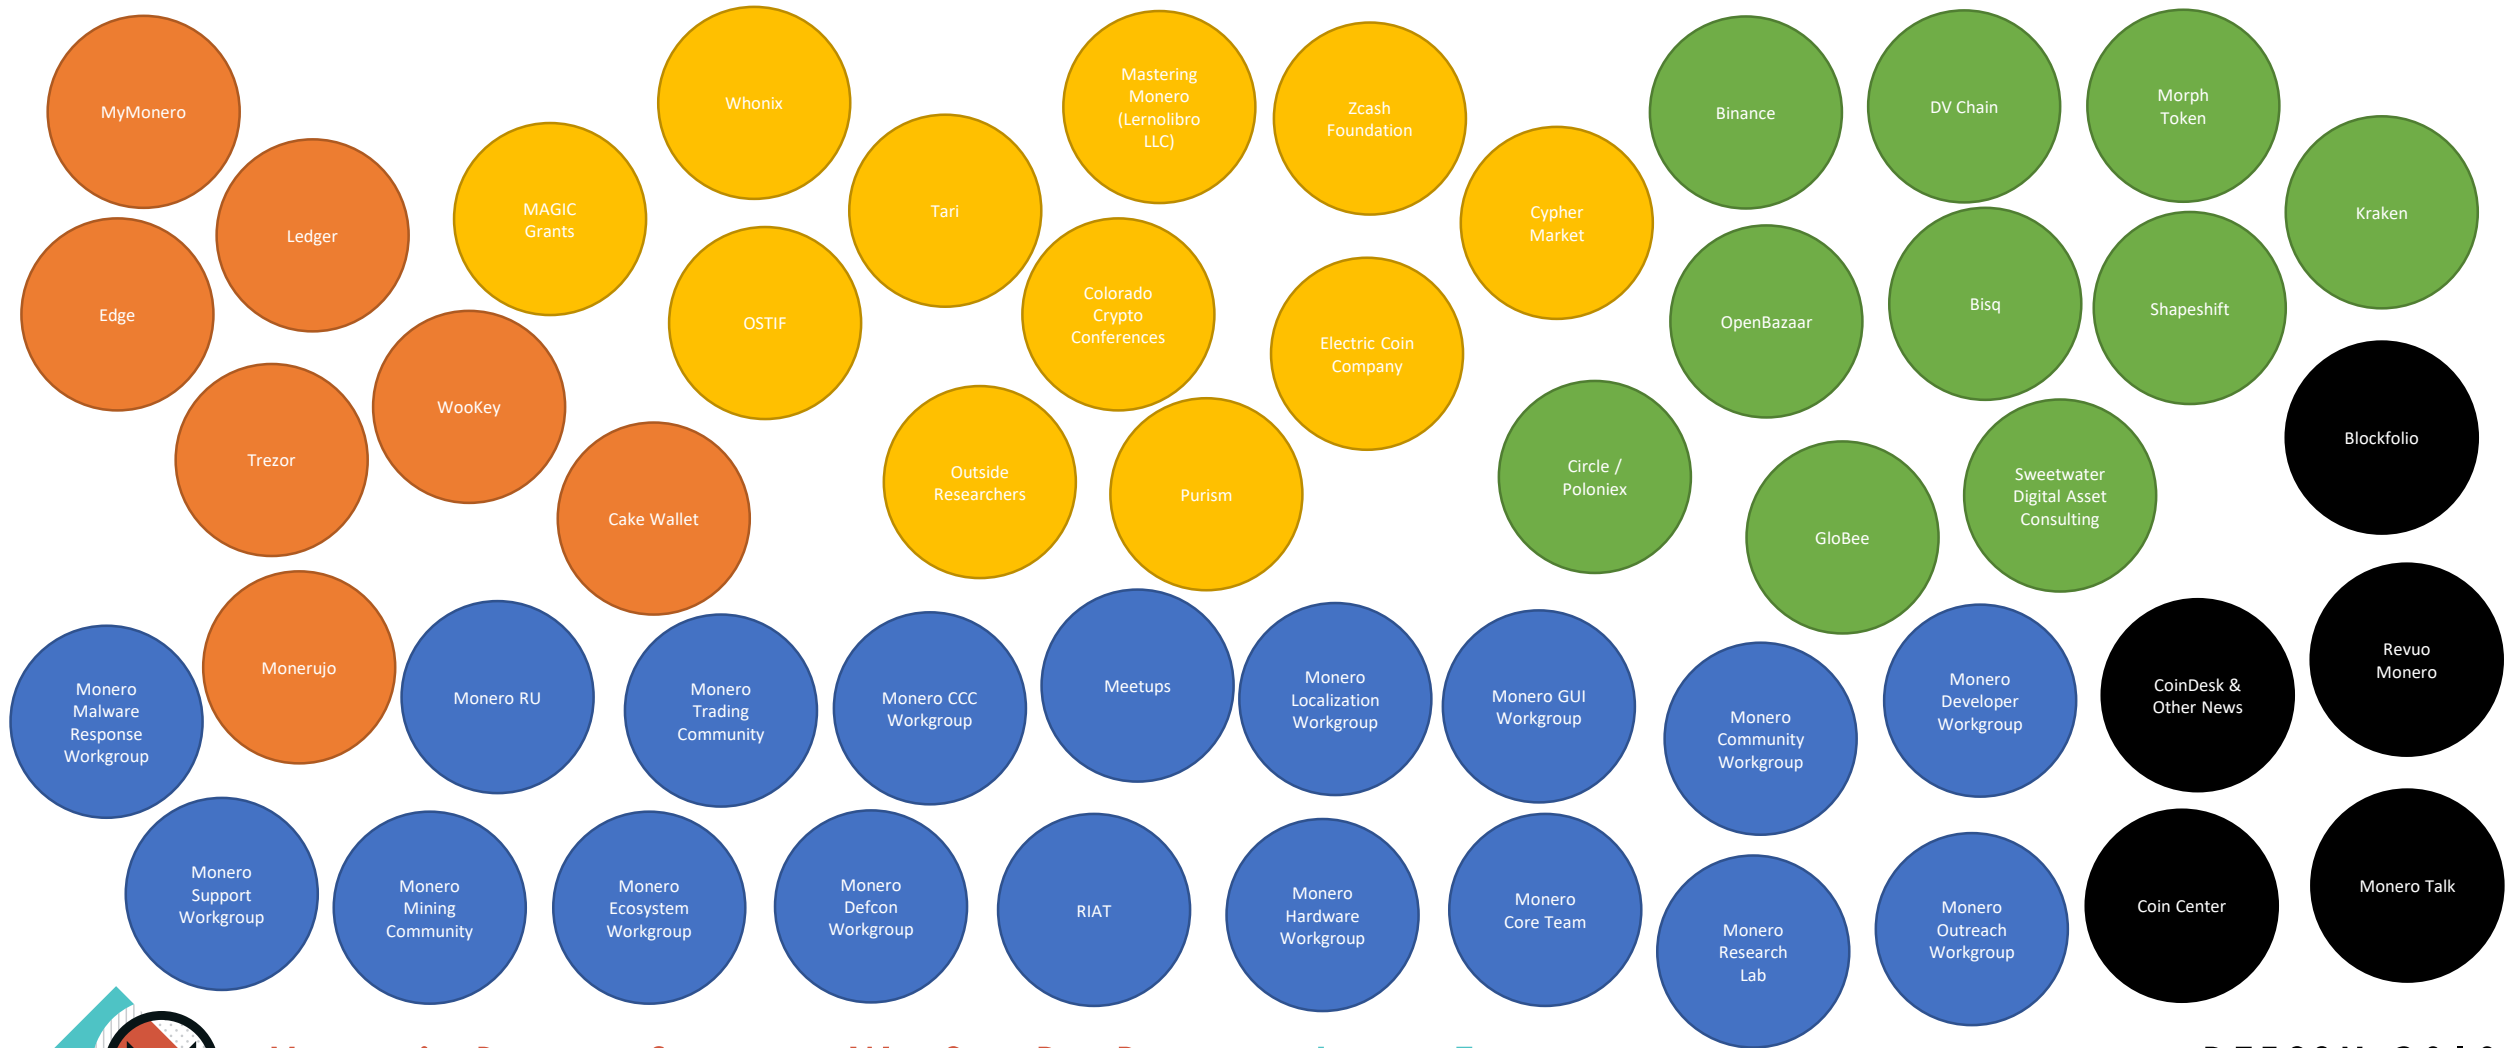 MyMonero
Whonix
Mastering
Monero
(Lernolibro
LLC)
Zcash
Foundation
Binance
DV Chain
Morph
Token
MAGIC
Grants
Ledger
Tari
Cypher
Market
Kraken
Edge
OSTIF
Colorado
Crypto
Conferences
Electric Coin
Company
OpenBazaar
Bisq
Shapeshift
WooKey
Blockfolio
Trezor
Cake Wallet
Outside
Researchers
Purism
Circle /
Poloniex
GloBee
Sweetwater
Digital Asset
Consulting
Monero
Malware
Response
Workgroup
Monerujo
Monero RU
Monero
Trading
Community
Monero CCC
Workgroup
Meetups
Monero
Localization
Workgroup
Monero GUI
Workgroup
Monero
Community
Workgroup
Monero
Developer
Workgroup
CoinDesk &
Other News
Revuo
Monero
Monero
Support
Workgroup
Monero
Mining
Community
Monero
Ecosystem
Workgroup
Monero
Defcon
Workgroup
RIAT
Monero
Hardware
Workgroup
Monero
Core Team
Monero
Research
Lab
Monero
Outreach
Workgroup
Coin Center
Monero Talk